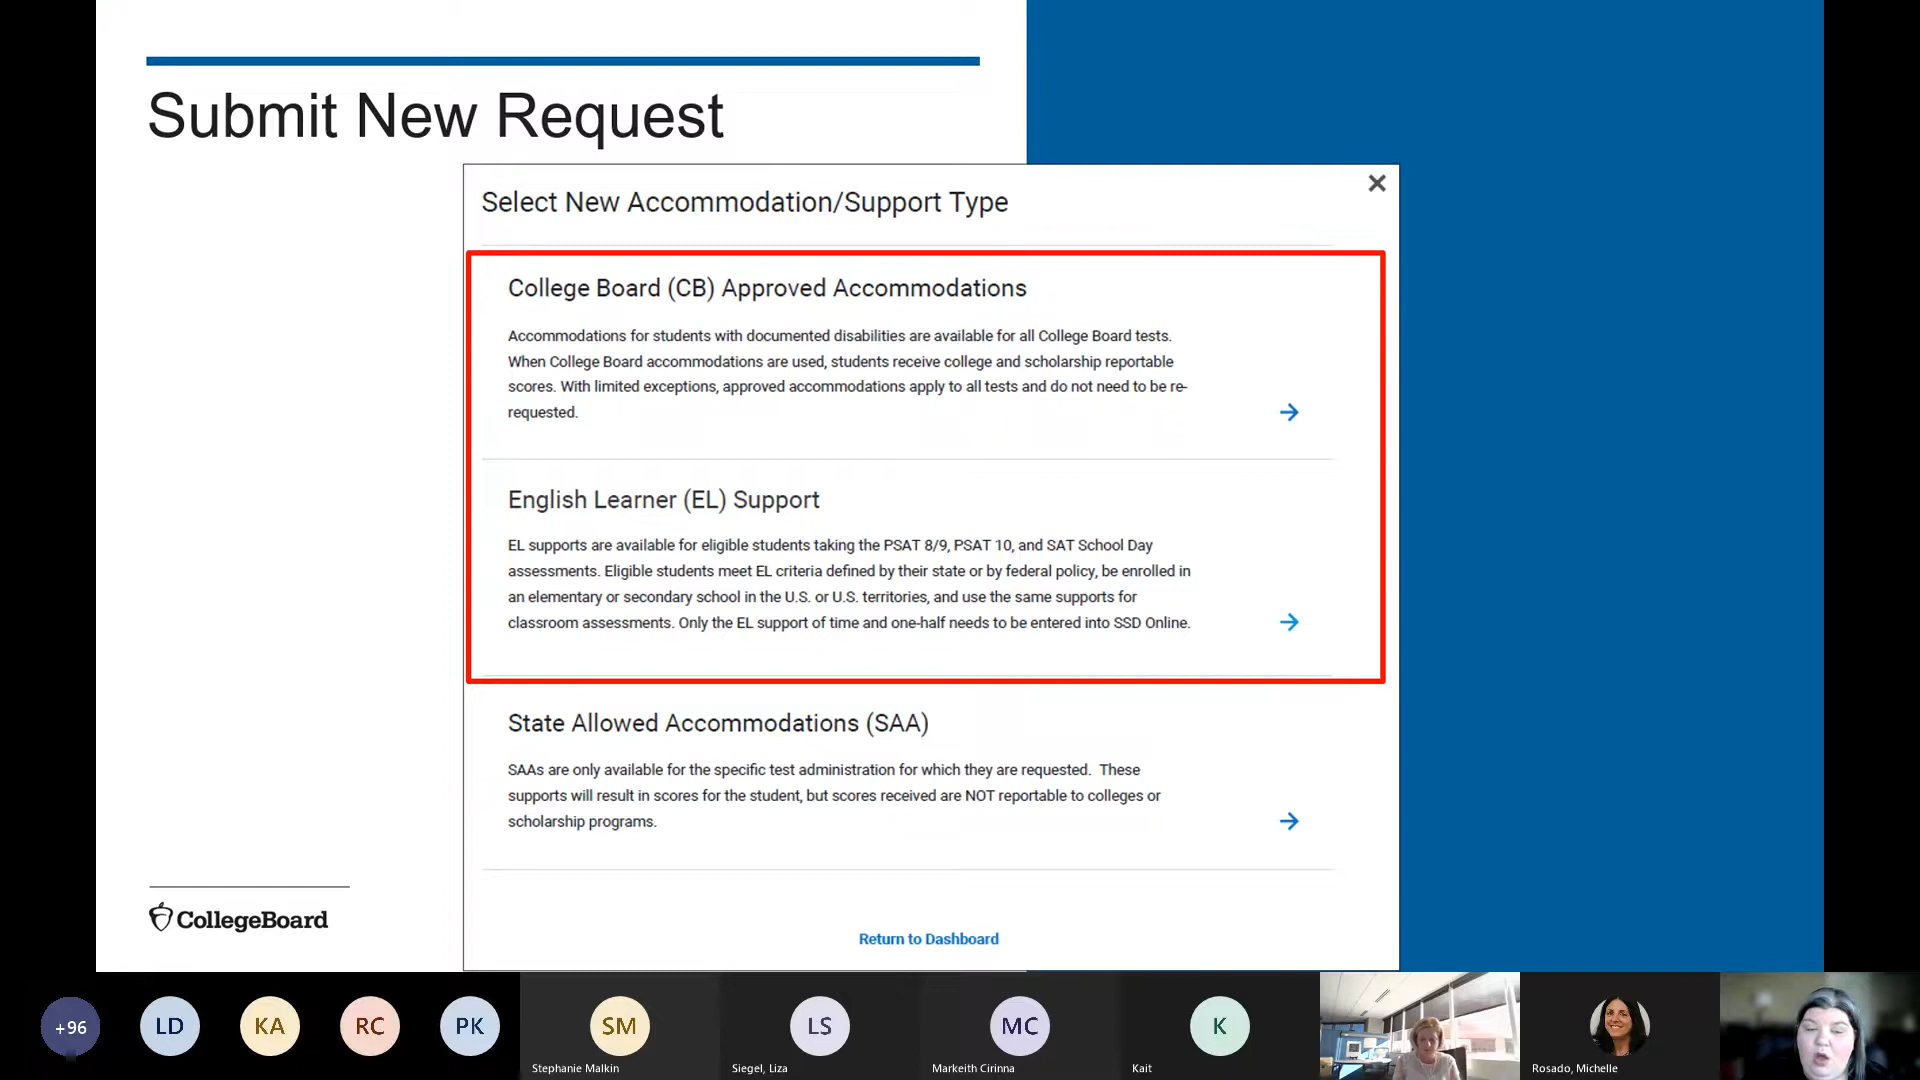 Submit New Request
Select New Accommodation/Support Type
College Board (CB) Approved Accommodations
Accommodations for students with documented disabilities are available for all College Board tests.
When College Board accommodations are used, students receive college and scholarship reportable
scores. With limited exceptions, approved accommodations apply to all tests and do not need to be re-
requested.
English Learner (EL) Support
EL supports are available for eligible students taking the PSAT 8/9, PSAT 10, and SAT School Day
assessments. Eligible students meet EL criteria defined by their state or by federal policy, be enrolled in
an elementary or secondary school in the U.S. or U.S. territories, and use the same supports for
classroom assessments. Only the EL support of time and one-half needs to be entered into SSD Online.
State Allowed Accommodations (SAA)
SAAs are only available for the specific test administration for which they are requested. These
supports will result in scores for the student, but scores received are NOT reportable to colleges or
scholarship programs.
CollegeBoard
Return to Dashboard
+96
LD
KA
RC
PK
SM
LS
MC
K
Stephanie Malkin
Siegel, Liza
Markeith Cirinna
Kait
Rosado, Michelle